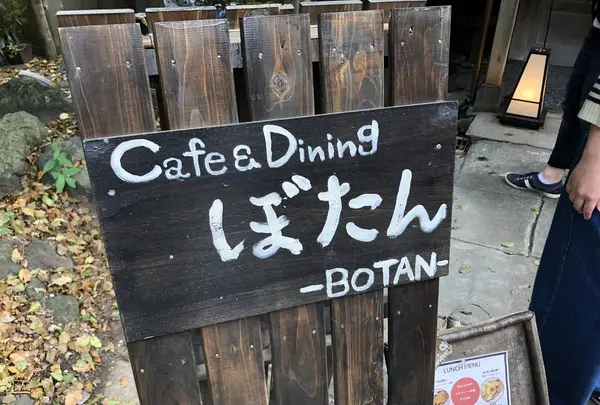 Cafe & Dining
ぼたん
-BOTAN-
LUNCH MENU